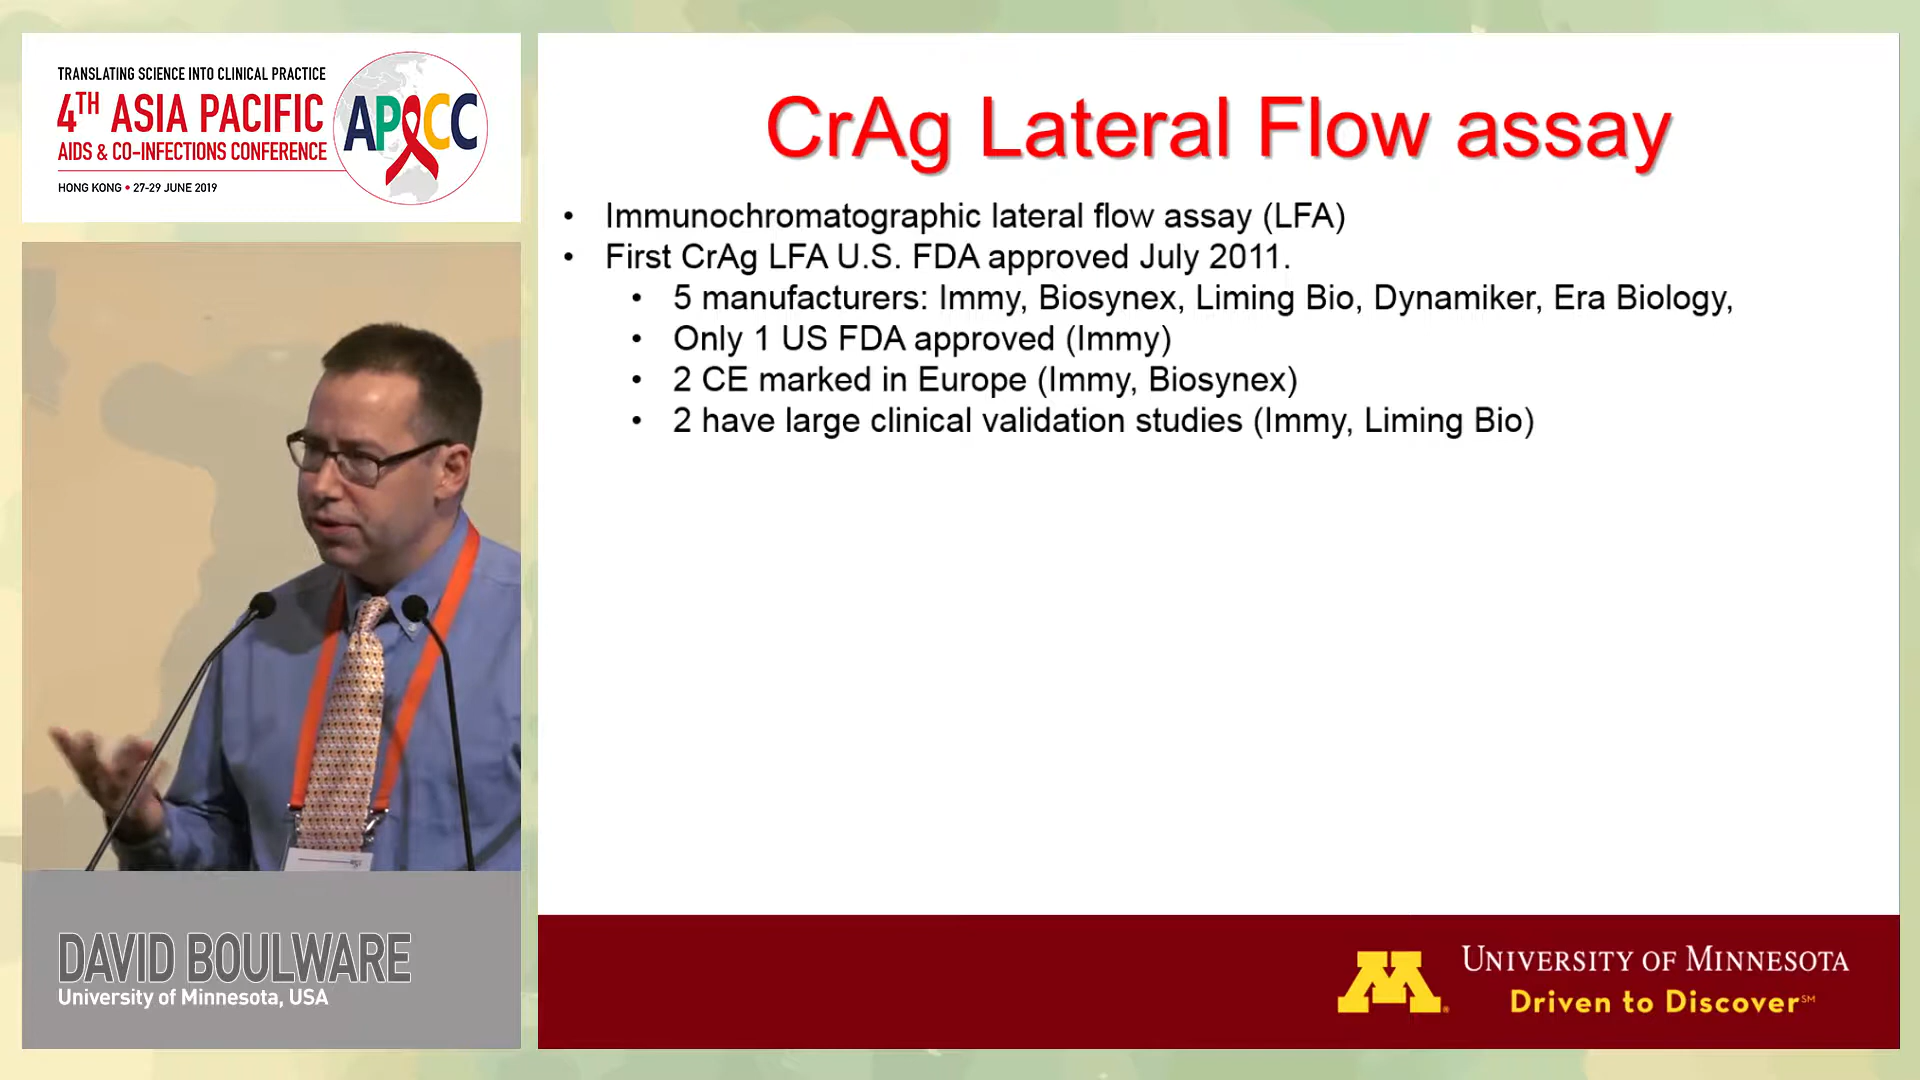 TRANSLATING SCIENCE INTO CLINICAL PRACTICE
4TH ASIA PACIFIC
AIDS & CO-INFECTIONS CONFERENCE
HONG KONG • 27-29 JUNE 2019
APACC
CrAg Lateral Flow assay
• Immunochromatographic lateral flow assay (LFA)
• First CrAg LFA U.S. FDA approved July 2011.
• 5 manufacturers: Immy, Biosynex, Liming Bio, Dynamiker, Era Biology,
• Only 1 US FDA approved (Immy)
• 2 CE marked in Europe (Immy, Biosynex)
• 2 have large clinical validation studies (Immy, Liming Bio)
DAVID BOULWARE
University of Minnesota, USA
M
UNIVERSITY OF MINNESOTA
Driven to Discover℠